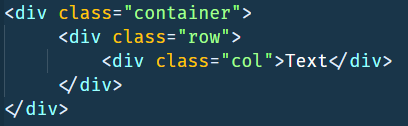 <div class="container">
    <div class="row">
        <div class="col">Text</div>
    </div>
</div>